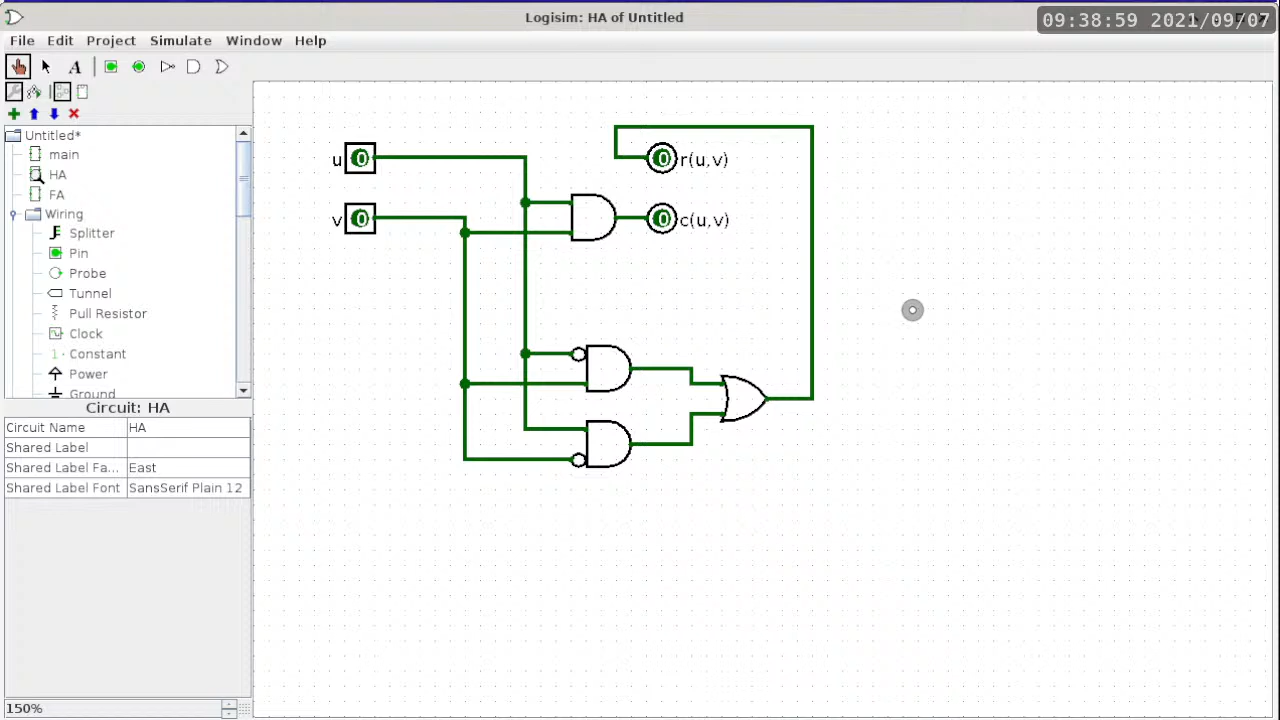 Logisim: HA of Untitled
09:38:59 2021/09/07
File Edit Project Simulate Window Help
A
Untitled*
main
HA
FA
Wiring
Splitter
Pin
Probe
Tunnel
Pull Resistor
Clock
1 Constant
Power
Ground
Circuit: HA
Circuit Name HA
Shared Label
Shared Label Fa... East
Shared Label Font SansSerif Plain 12
150%
u 0
0 r(u,v)
v 0
0 c(u,v)